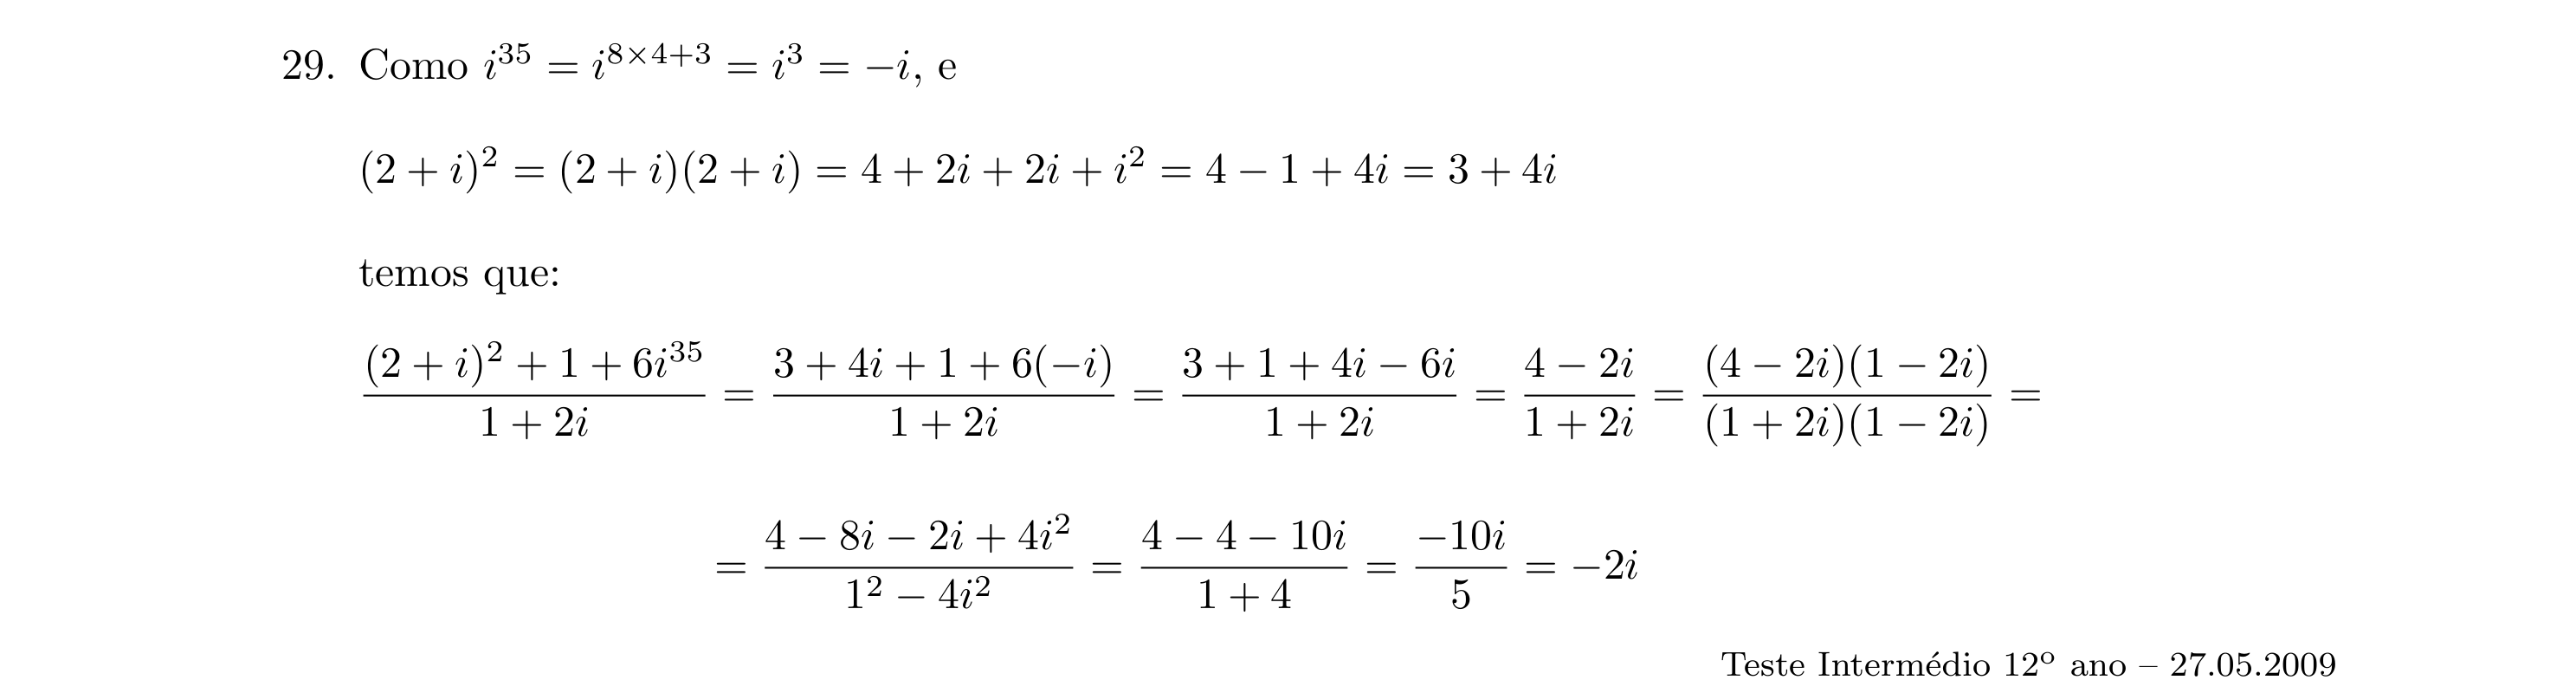 29. Como $i^{35} = i^{8 \times 4 + 3} = i^3 = -i$, e
$(2 + i)^2 = (2 + i)(2 + i) = 4 + 2i + 2i + i^2 = 4 - 1 + 4i = 3 + 4i$
temos que:
$\frac{(2 + i)^2 + 1 + 6i^{35}}{1 + 2i} = \frac{3 + 4i + 1 + 6(-i)}{1 + 2i} = \frac{3 + 1 + 4i - 6i}{1 + 2i} = \frac{4 - 2i}{1 + 2i} = \frac{(4 - 2i)(1 - 2i)}{(1 + 2i)(1 - 2i)} =$
$= \frac{4 - 8i - 2i + 4i^2}{1^2 - 4i^2} = \frac{4 - 4 - 10i}{1 + 4} = \frac{-10i}{5} = -2i$
Teste Intermédio 12º ano – 27.05.2009